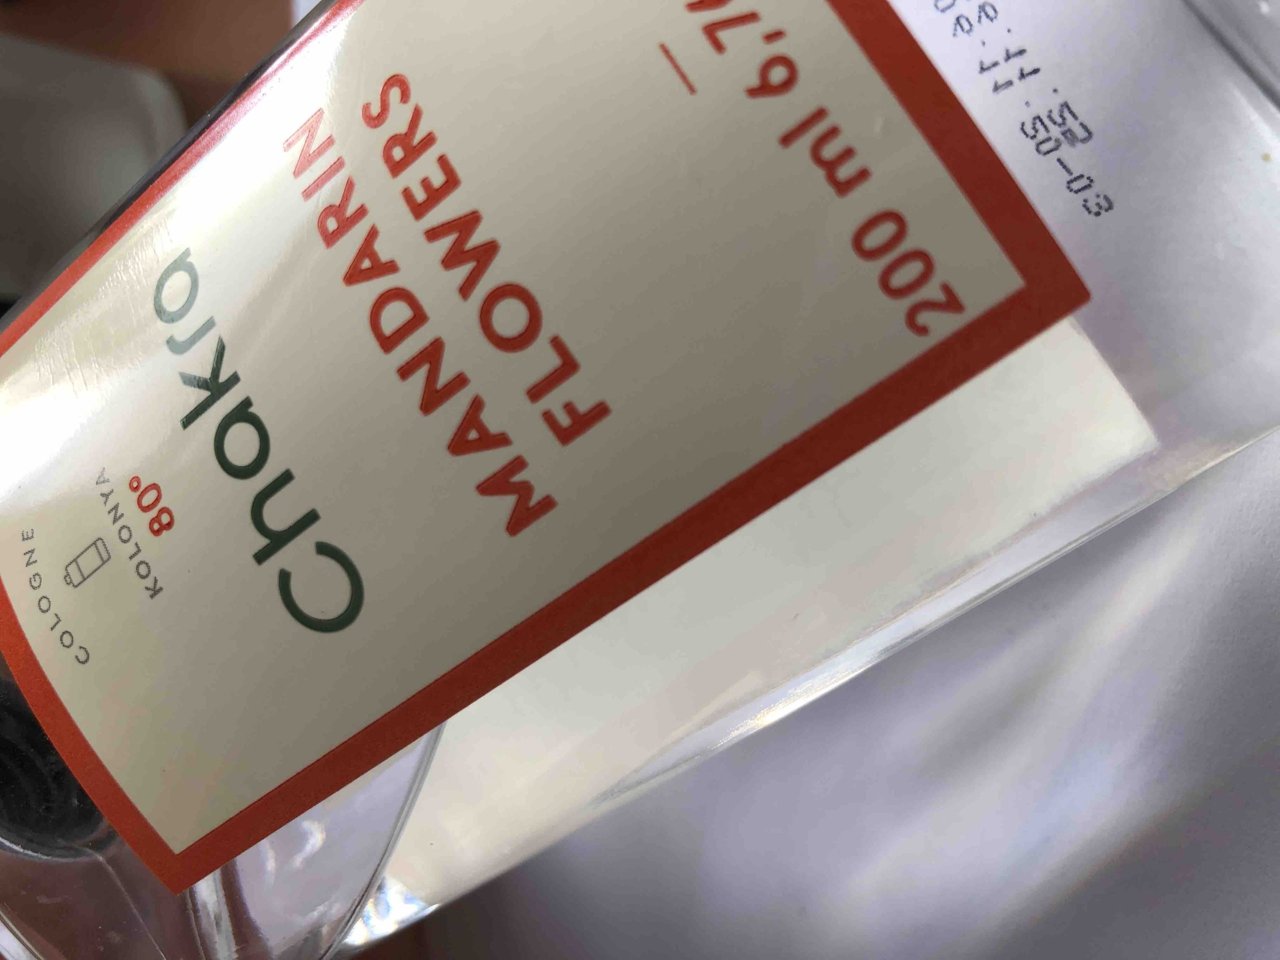 COLOGNE
KOLONYA
80°
Chakra
MANDARIN
FLOWERS
200 ml 6,7